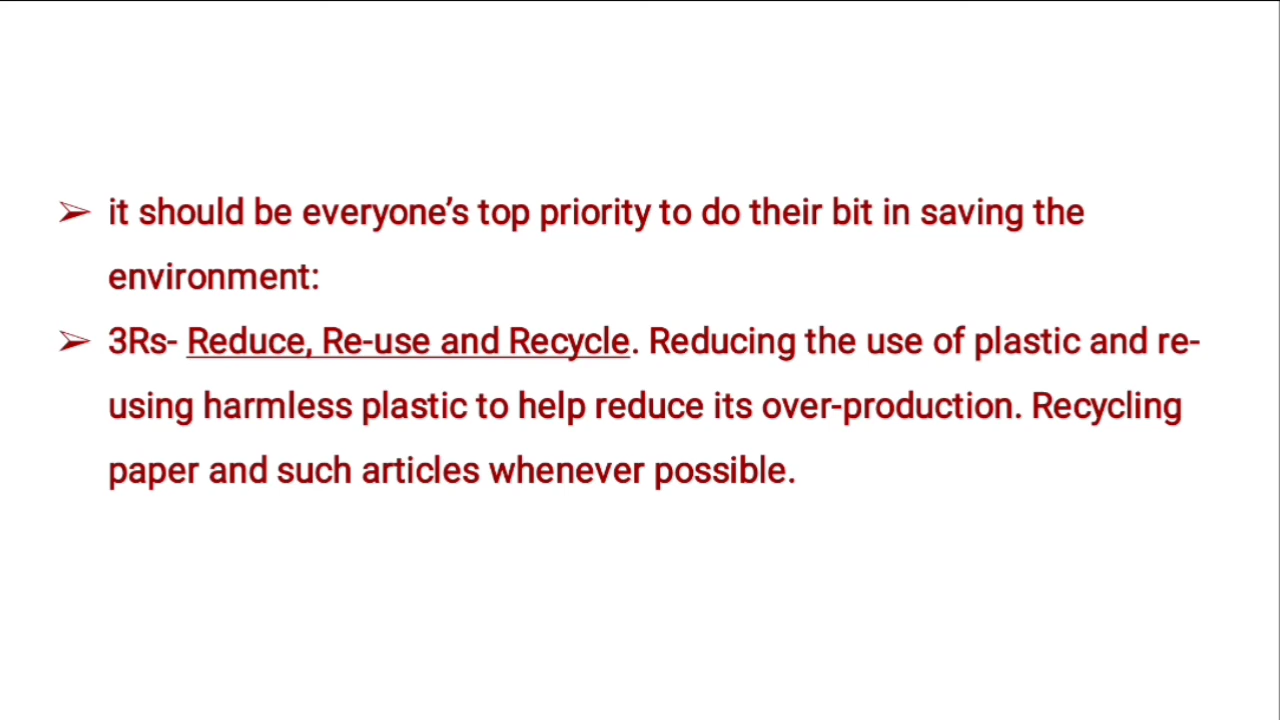 ➢ it should be everyone’s top priority to do their bit in saving the
environment:
➢ 3Rs- Reduce, Re-use and Recycle. Reducing the use of plastic and re-
using harmless plastic to help reduce its over-production. Recycling
paper and such articles whenever possible.